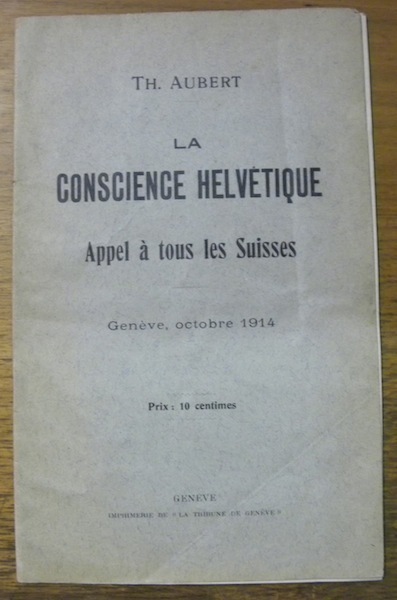 TH. AUBERT
LA
CONSCIENCE HELVÉTIQUE
Appel à tous les Suisses
Genève, octobre 1914
Prix : 10 centimes
GENÈVE
IMPRIMERIE DE "LA TRIBUNE DE GENÈVE"